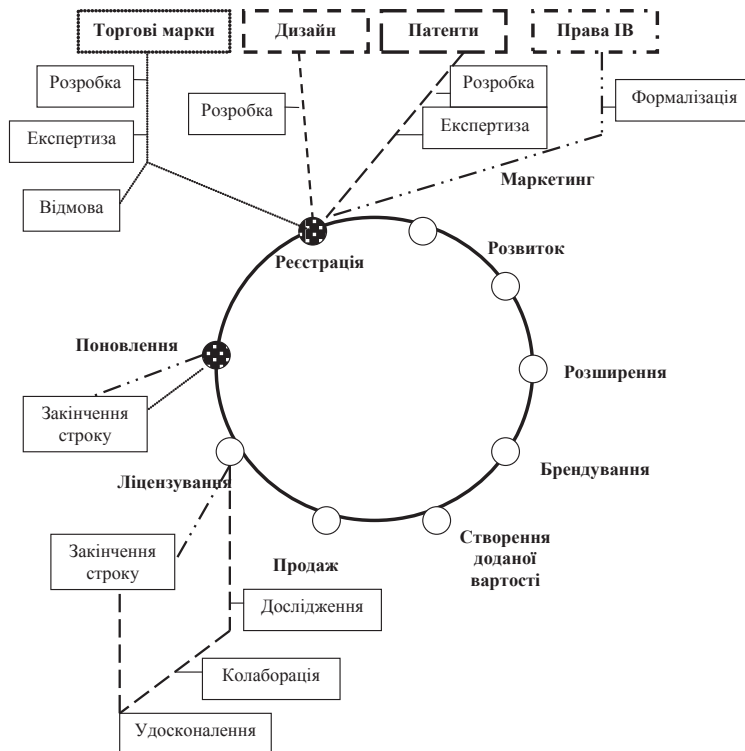 Торгові марки
Дизайн
Патенти
Права ІВ
Розробка
Розробка
Розробка
Формалізація
Експертиза
Експертиза
Відмова
Маркетинг
Реєстрація
Розвиток
Поновлення
Розширення
Закінчення
строку
Брендування
Ліцензування
Створення
доданої
вартості
Закінчення
строку
Продаж
Дослідження
Колаборація
Удосконалення